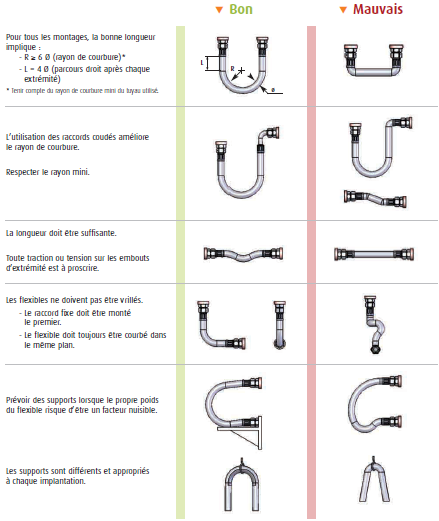 ▼ Bon ▼ Mauvais
Pour tous les montages, la bonne longueur
implique :
- R ≥ 6 Ø (rayon de courbure)*
- L = 4 Ø (parcours droit après chaque
extrémité)
* Tenir compte du rayon de courbure mini du tuyau utilisé.
L
R
Ø
L'utilisation des raccords coudés améliore
le rayon de courbure.
Respecter le rayon mini.
La longueur doit être suffisante.
Toute traction ou tension sur les embouts
d'extrémité est à proscrire.
Les flexibles ne doivent pas être vrillés.
- Le raccord fixe doit être monté
le premier.
- Le flexible doit toujours être courbé dans
le même plan.
Prévoir des supports lorsque le propre poids
du flexible risque d'être un facteur nuisible.
Les supports sont différents et appropriés
à chaque implantation.